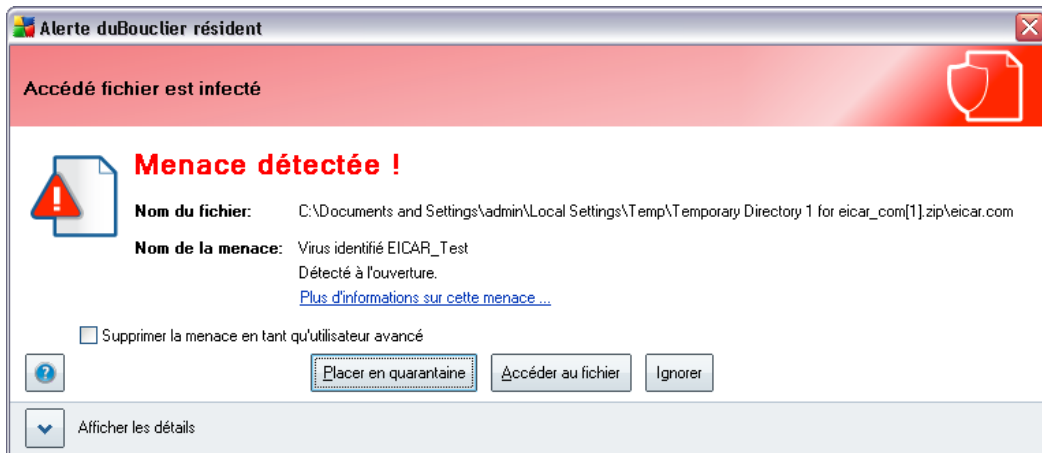 Alerte duBouclier résident
Accédé fichier est infecté
Menace détectée !
Nom du fichier: C:\Documents and Settings\admin\Local Settings\Temp\Temporary Directory 1 for eicar_com[1].zip\eicar.com
Nom de la menace: Virus identifié EICAR_Test
Détecté à l'ouverture.
Plus d'informations sur cette menace ...
Supprimer la menace en tant qu'utilisateur avancé
Placer en quarantaine Accéder au fichier Ignorer
Afficher les détails